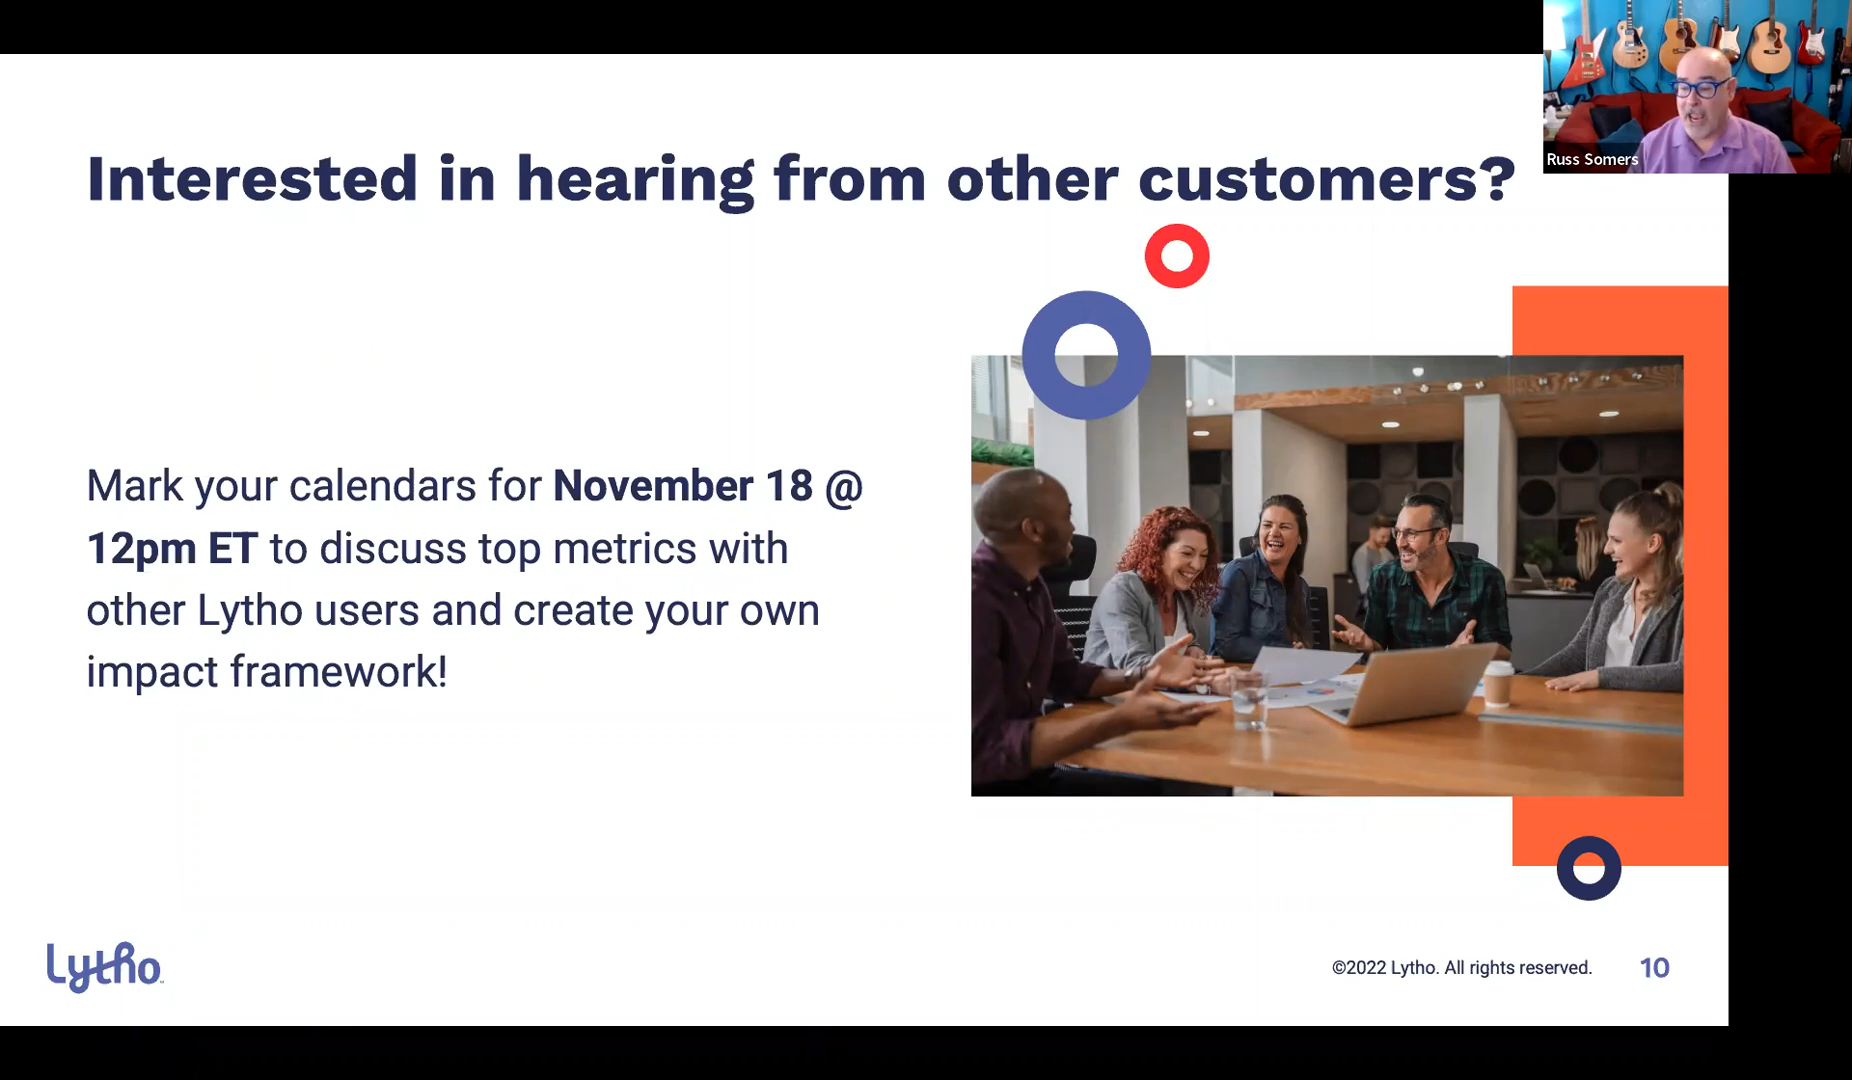 Russ Somers
Interested in hearing from other customers?
Mark your calendars for November 18 @
12pm ET to discuss top metrics with
other Lytho users and create your own
impact framework!
Lytho
©2022 Lytho. All rights reserved.
10